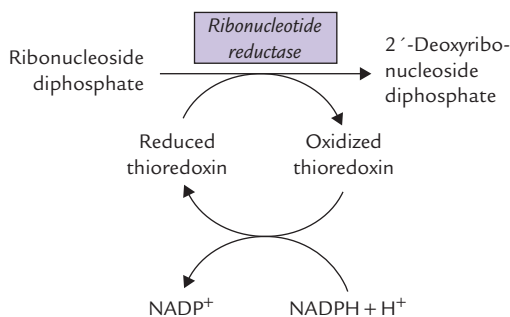 Ribonucleotide
reductase
Ribonucleoside
diphosphate
2´-Deoxyribo-
nucleoside
diphosphate
Reduced
thioredoxin
Oxidized
thioredoxin
NADP⁺
NADPH + H⁺